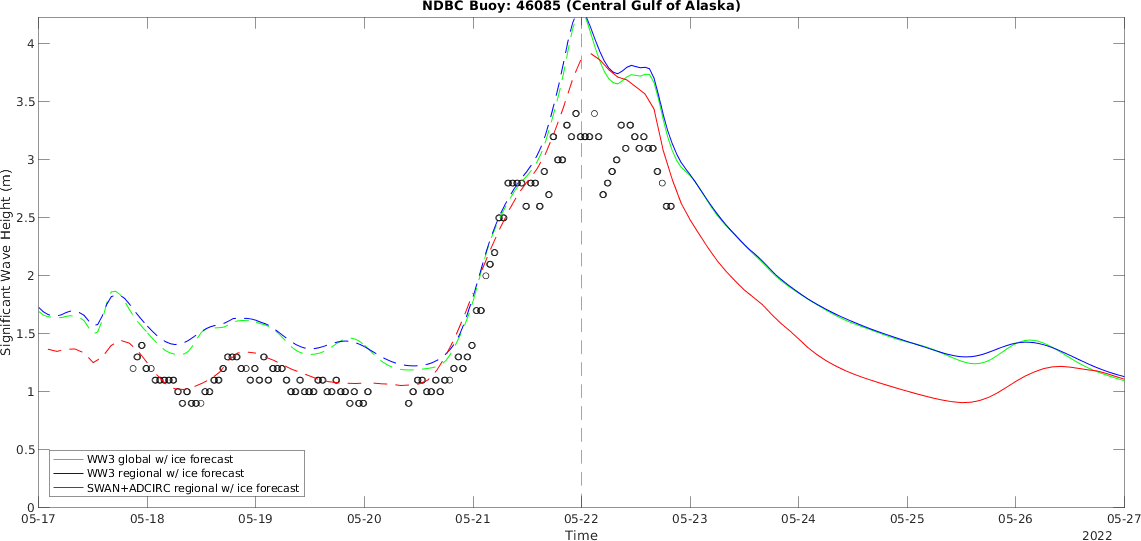 NDBC Buoy: 46085 (Central Gulf of Alaska)
Significant Wave Height (m)
4
3.5
3
2.5
2
1.5
1
0.5
0
WW3 global w/ ice forecast
WW3 regional w/ ice forecast
SWAN+ADCIRC regional w/ ice forecast
05-17 05-18 05-19 05-20 05-21 05-22 05-23 05-24 05-25 05-26 05-27
Time
2022